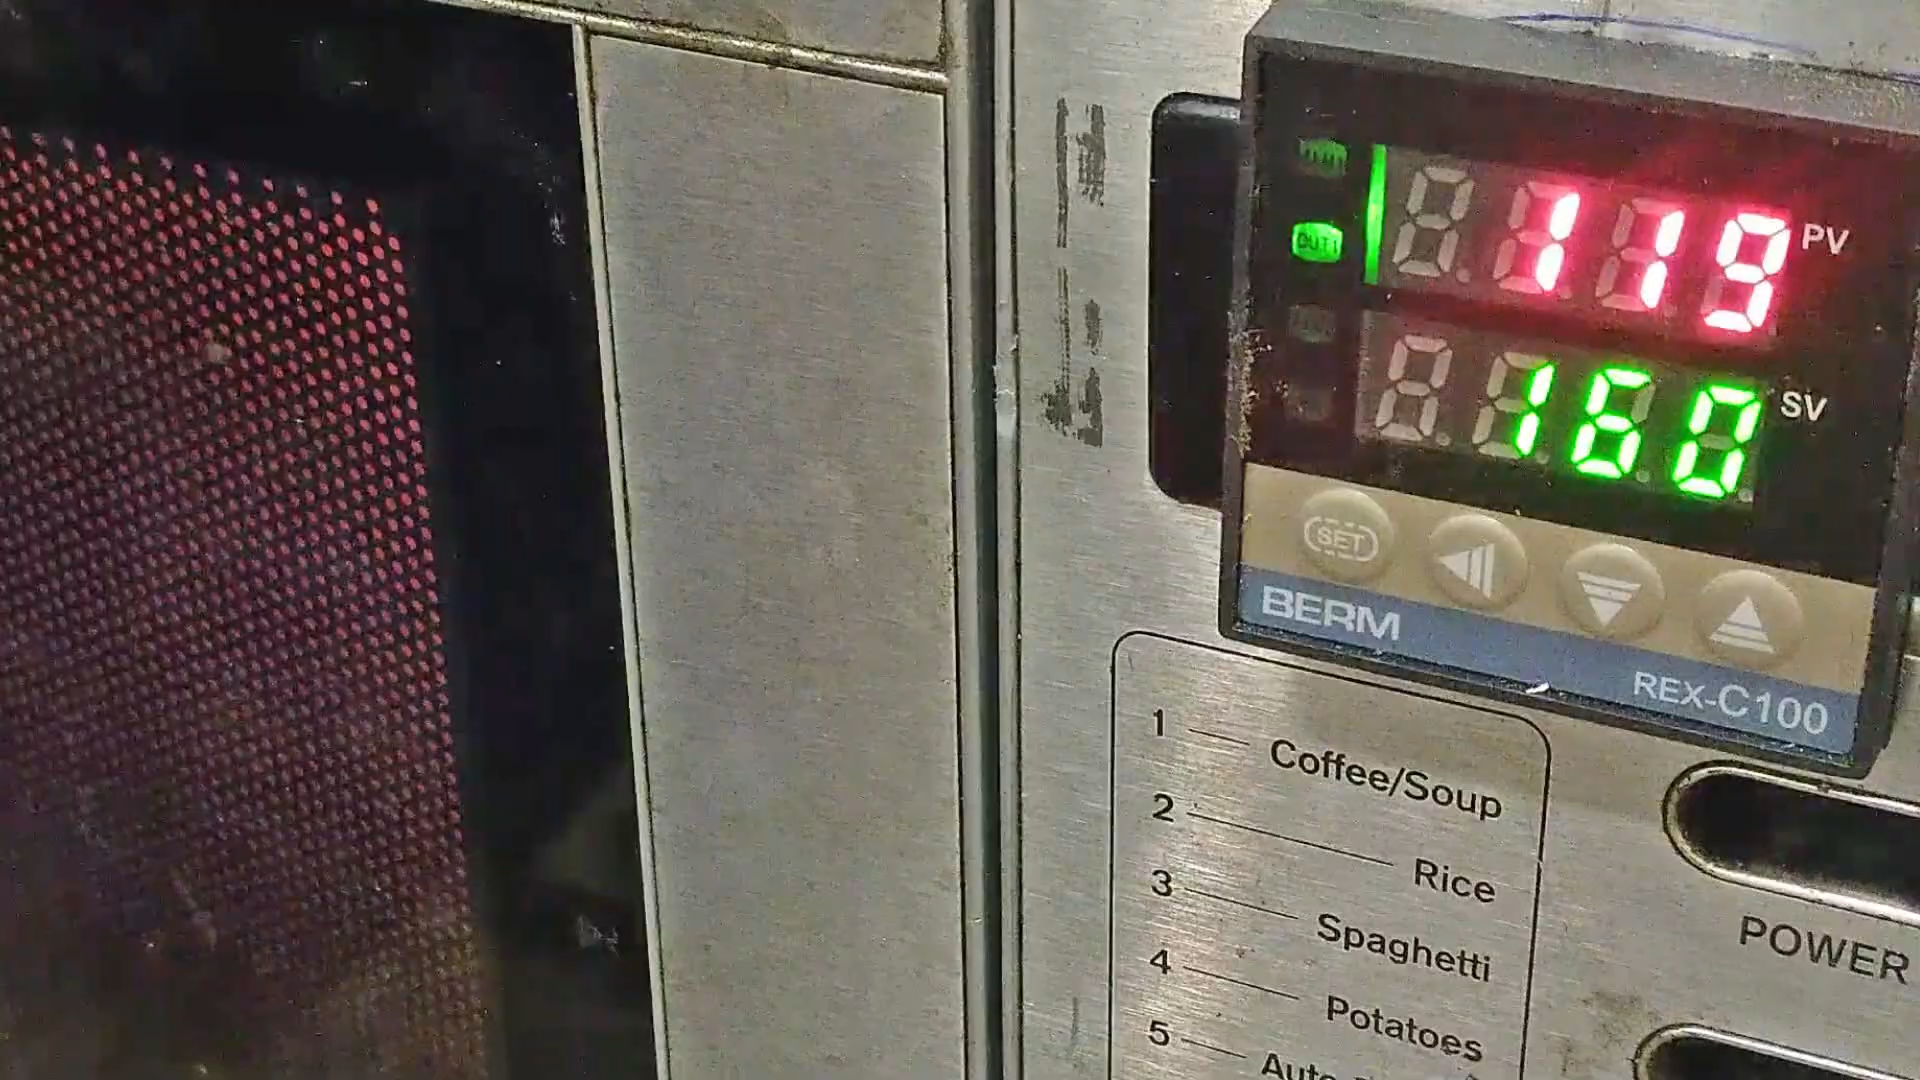 119 PV
OUT1
160 SV
SET
BERM
REX-C100
1 Coffee/Soup
2 Rice
3 Spaghetti
4 Potatoes
5 Auto
POWER